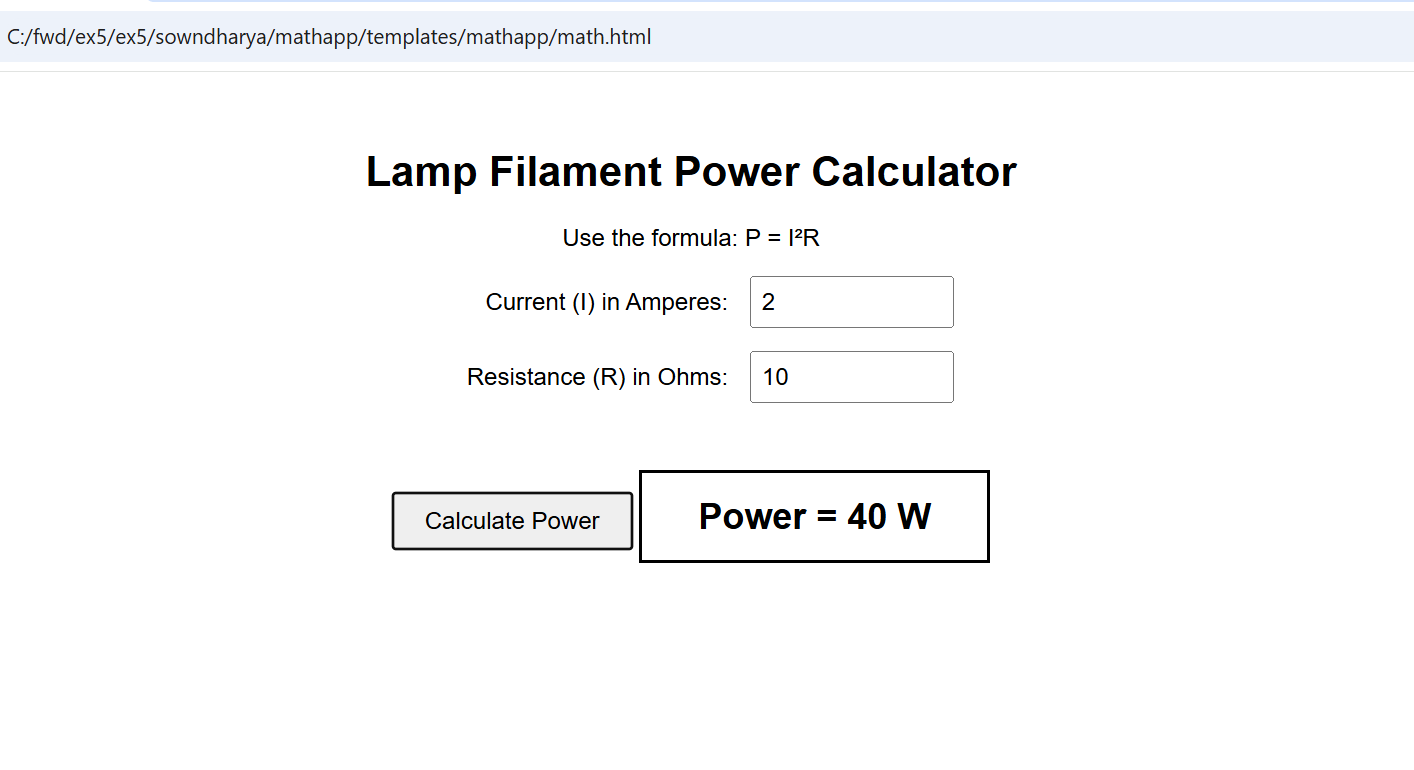 C:/fwd/ex5/ex5/sowndharya/mathapp/templates/mathapp/math.html
Lamp Filament Power Calculator
Use the formula: P = I²R
Current (I) in Amperes: 2
Resistance (R) in Ohms: 10
Calculate Power Power = 40 W